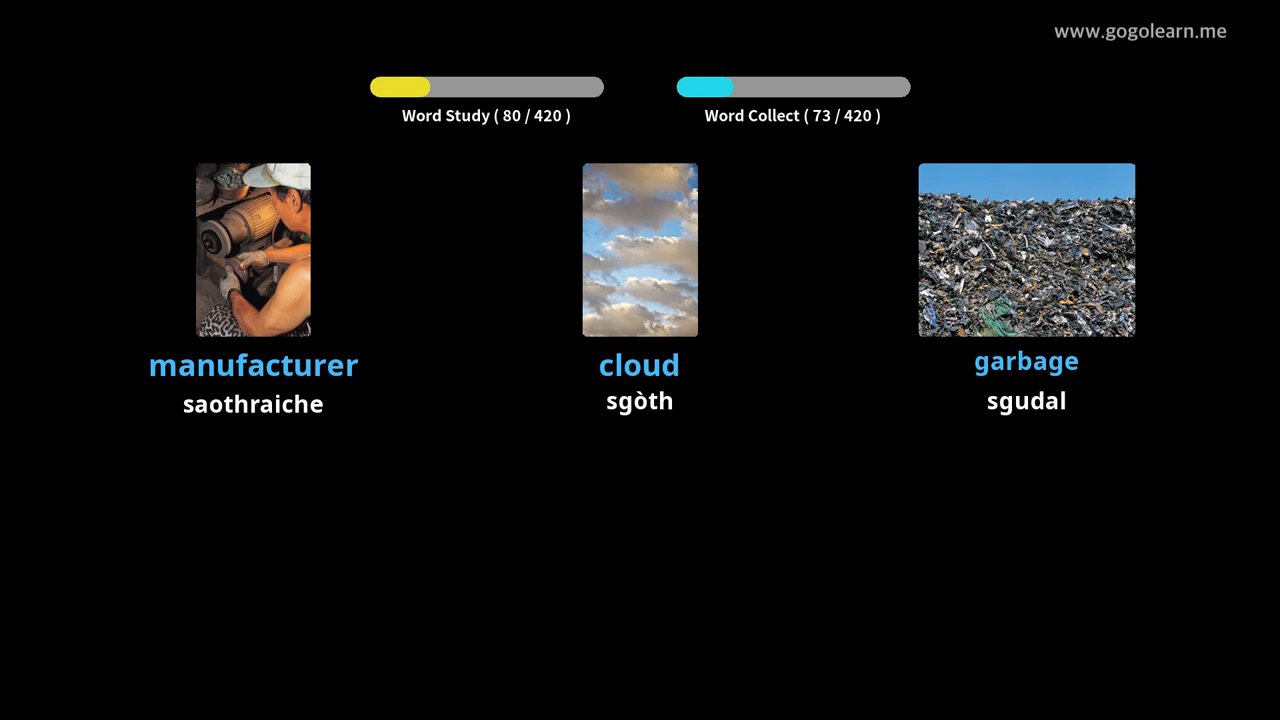 www.gogolearn.me
Word Study ( 80 / 420 )
Word Collect ( 73 / 420 )
manufacturer
saothraiche
cloud
sgòth
garbage
sgudal